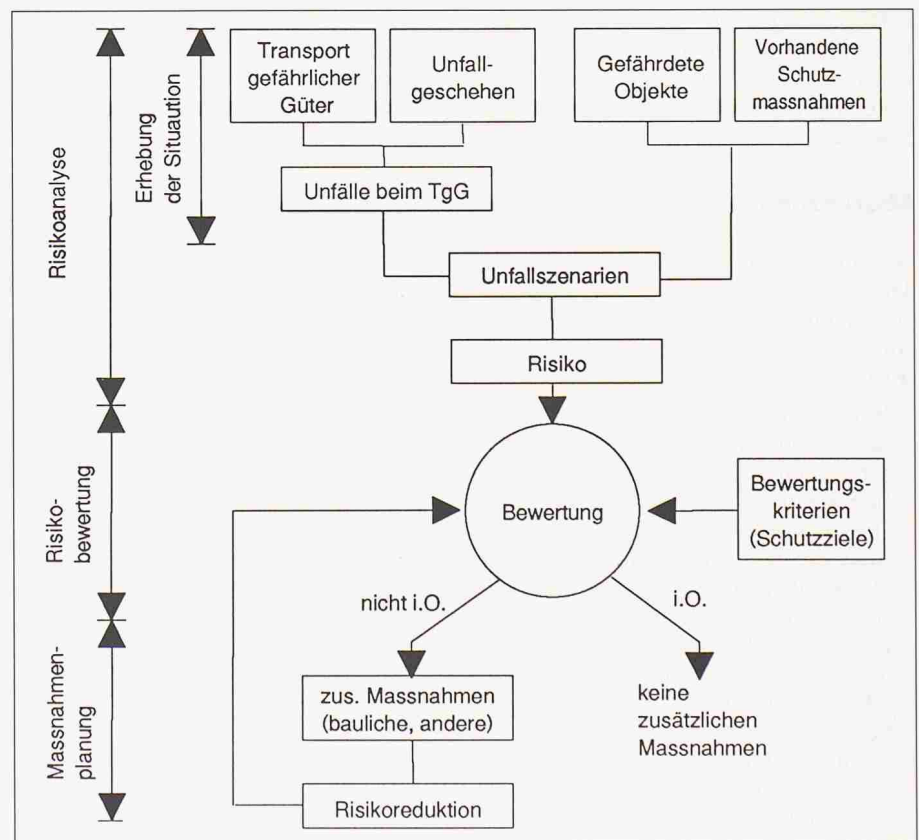 Risikoanalyse
Erhebung
der Situaution
Transport
gefährlicher
Güter
Unfall-
geschehen
Gefährdete
Objekte
Vorhandene
Schutz-
massnahmen
Unfälle beim TgG
Unfallszenarien
Risiko
Risiko-
bewertung
Bewertung
Bewertungs-
kriterien
(Schutzziele)
nicht i.O.
i.O.
Massnahmen-
planung
zus. Massnahmen
(bauliche, andere)
keine
zusätzlichen
Massnahmen
Risikoreduktion